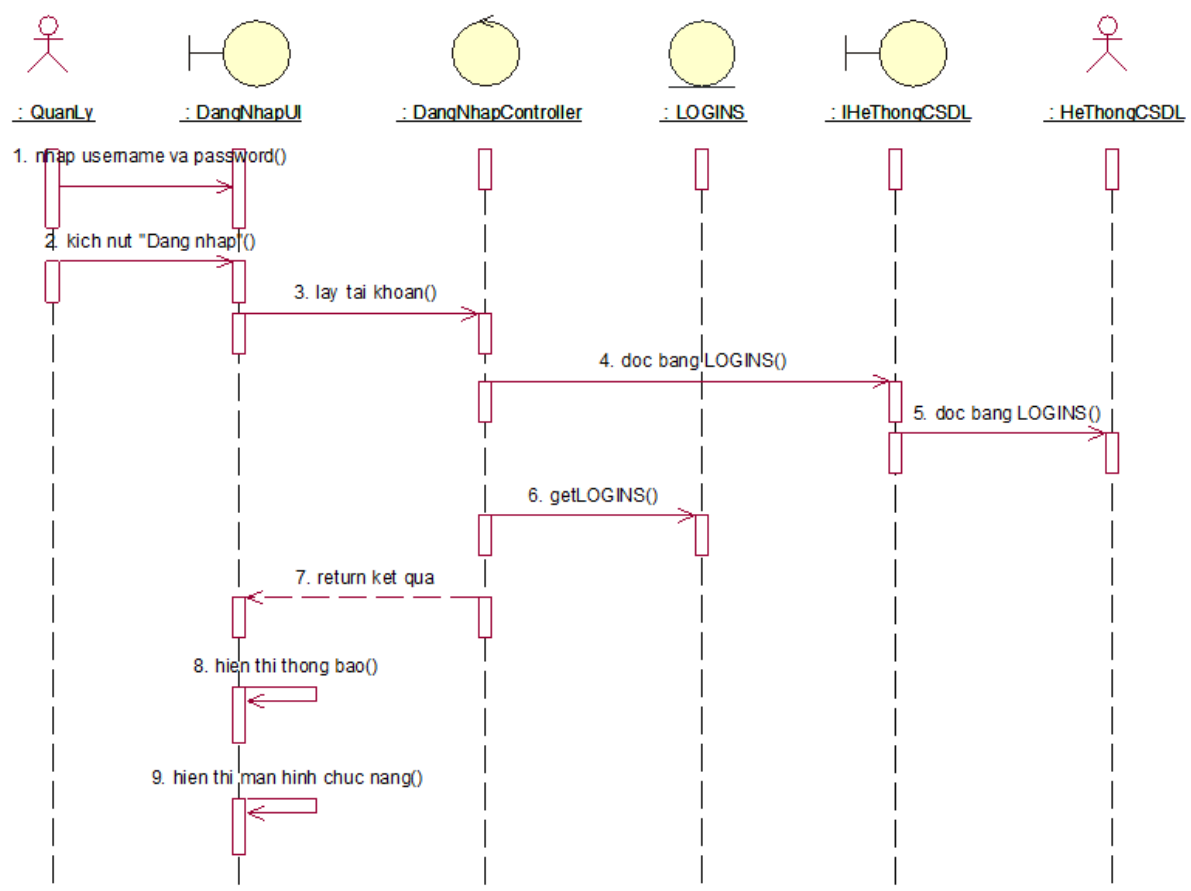 : QuanLy
: DangNhapUI
: DangNhapController
: LOGINS
: IHeThongCSDL
: HeThongCSDL
1. nhap username va password()
2. kich nut "Dang nhap"()
3. lay tai khoan()
4. doc bang LOGINS()
5. doc bang LOGINS()
6. getLOGINS()
7. return ket qua
8. hien thi thong bao()
9. hien thi man hinh chuc nang()